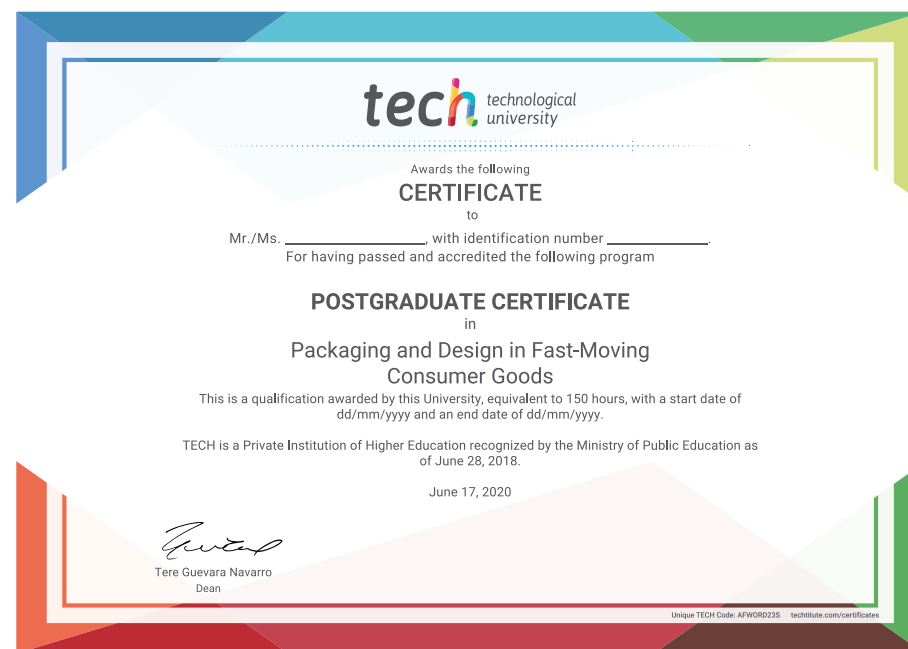 tech technological
university
Awards the following
CERTIFICATE
to
Mr./Ms. ____________________, with identification number ______________.
For having passed and accredited the following program
POSTGRADUATE CERTIFICATE
in
Packaging and Design in Fast-Moving
Consumer Goods
This is a qualification awarded by this University, equivalent to 150 hours, with a start date of
dd/mm/yyyy and an end date of dd/mm/yyyy.
TECH is a Private Institution of Higher Education recognized by the Ministry of Public Education as
of June 28, 2018.
June 17, 2020
Tere Guevara Navarro
Dean
Unique TECH Code: AFWORD23S techtitute.com/certificates